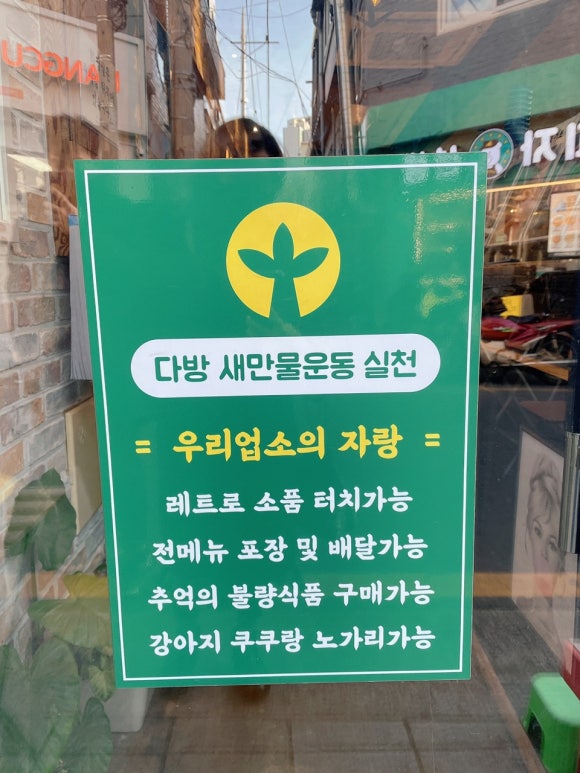 다방 새만물운동 실천
= 우리업소의 자랑 =
레트로 소품 터치가능
전메뉴 포장 및 배달가능
추억의 불량식품 구매가능
강아지 쿠쿠랑 노가리가능